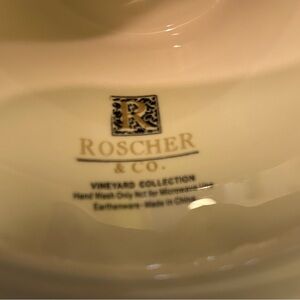 R
ROSCHER
& CO.
VINEYARD COLLECTION
Hand Wash Only Not for Microwave Use
Earthenware Made in China